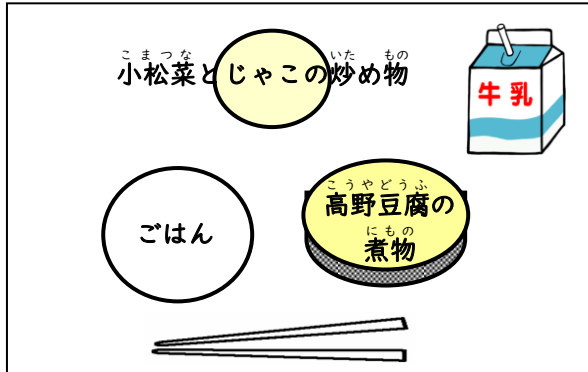 こまつな いた もの
小松菜とじゃこの炒め物
牛乳
こうやどうふ
高野豆腐の
にもの
煮物
ごはん